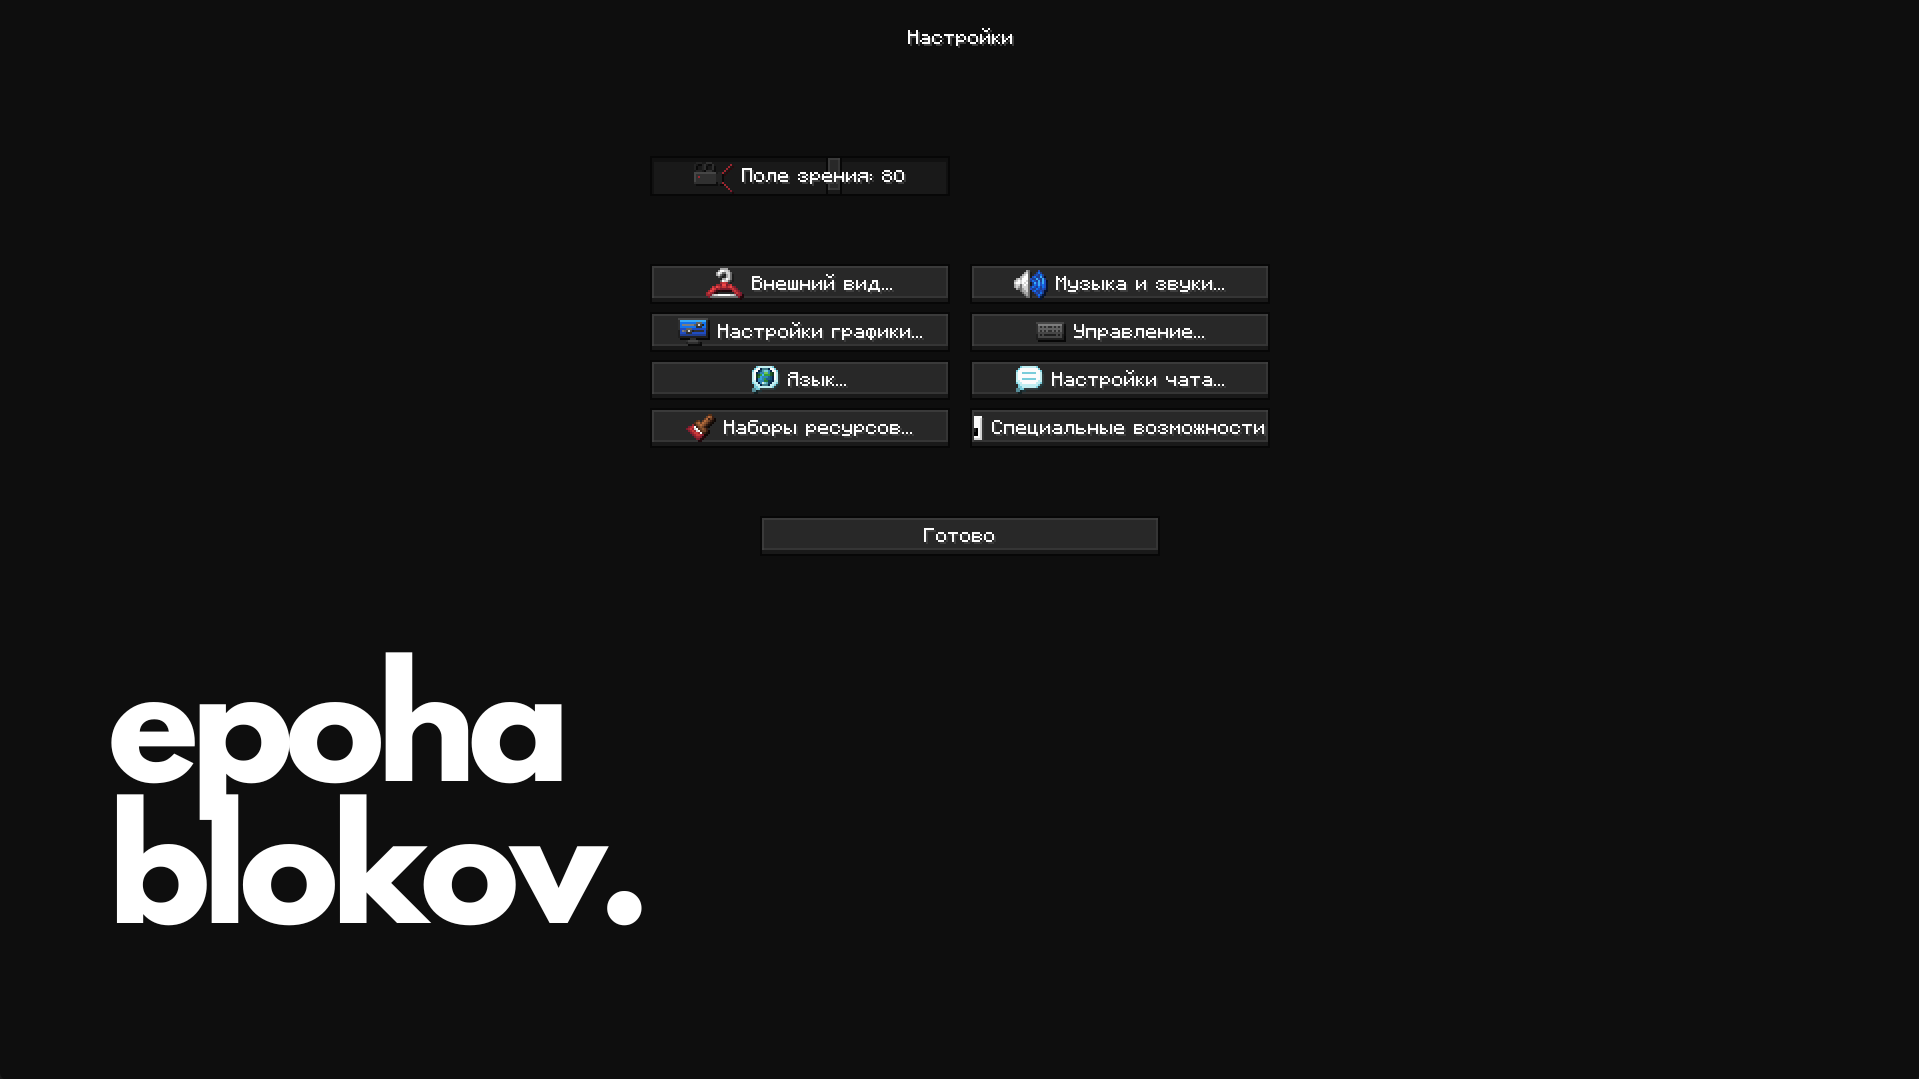 Настройки
Поле зрения: 80
Внешний вид...
Музыка и звуки...
Настройки графики...
Управление...
Язык...
Настройки чата...
Наборы ресурсов...
Специальные возможности
Готово
epoha
blokov.